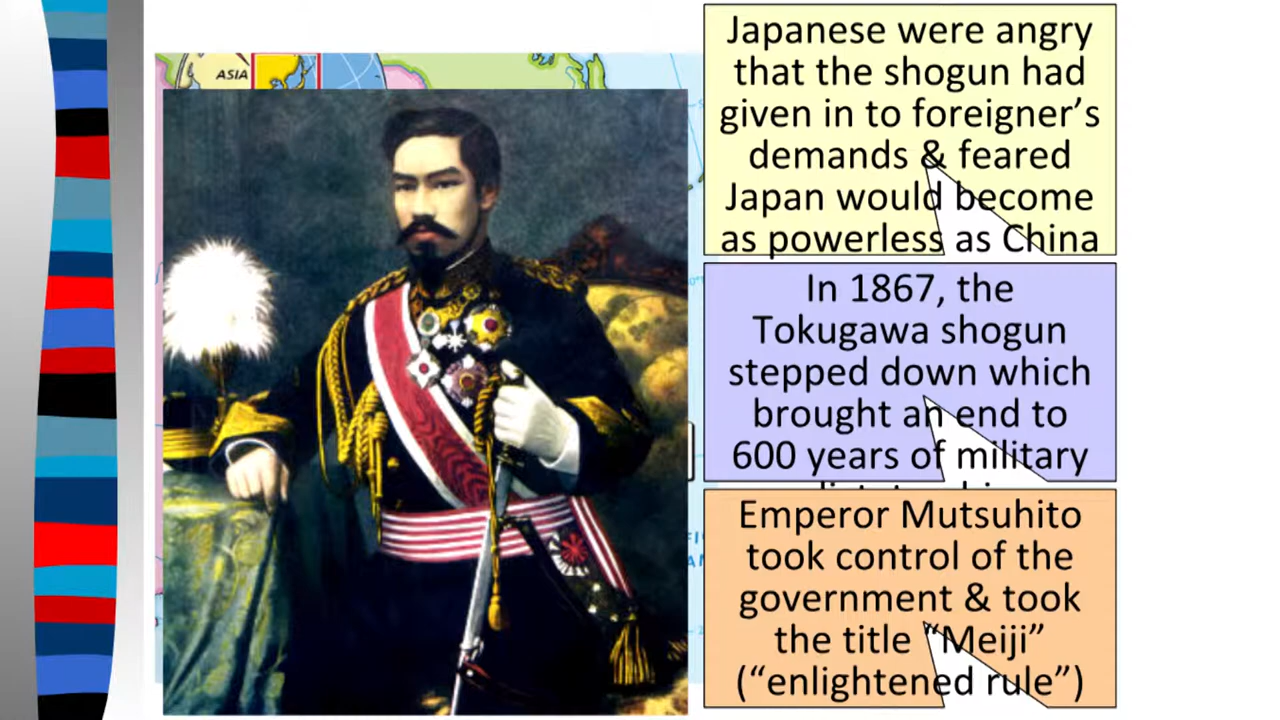 ASIA
Japanese were angry
that the shogun had
given in to foreigner's
demands & feared
Japan would become
as powerless as China
In 1867, the
Tokugawa shogun
stepped down which
brought an end to
600 years of military
Emperor Mutsuhito
took control of the
government & took
the title “Meiji”
(“enlightened rule”)